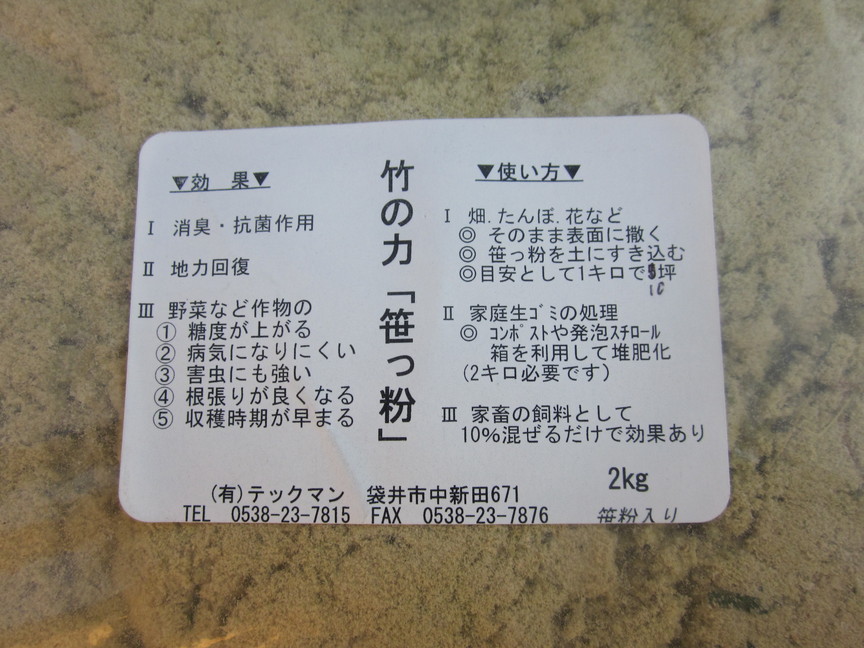 ▼効　果▼
Ⅰ 消臭・抗菌作用
Ⅱ 地力回復
Ⅲ 野菜など作物の
① 糖度が上がる
② 病気になりにくい
③ 害虫にも強い
④ 根張りが良くなる
⑤ 収穫時期が早まる
竹の力「笹っ粉」
▼使い方▼
Ⅰ 畑.たんぼ.花など
◎ そのまま表面に撒く
◎ 笹っ粉を土にすき込む
◎目安として1キロで坪
10
Ⅱ 家庭生ｺﾞﾐの処理
◎ ｺﾝﾎﾟｽﾄや発泡ｽﾁﾛｰﾙ
箱を利用して堆肥化
(2キロ必要です)
Ⅲ 家畜の飼料として
10%混ぜるだけで効果あり
2kg
(有)テックマン　袋井市中新田671
TEL　0538-23-7815　FAX　0538-23-7876
笹粉入り